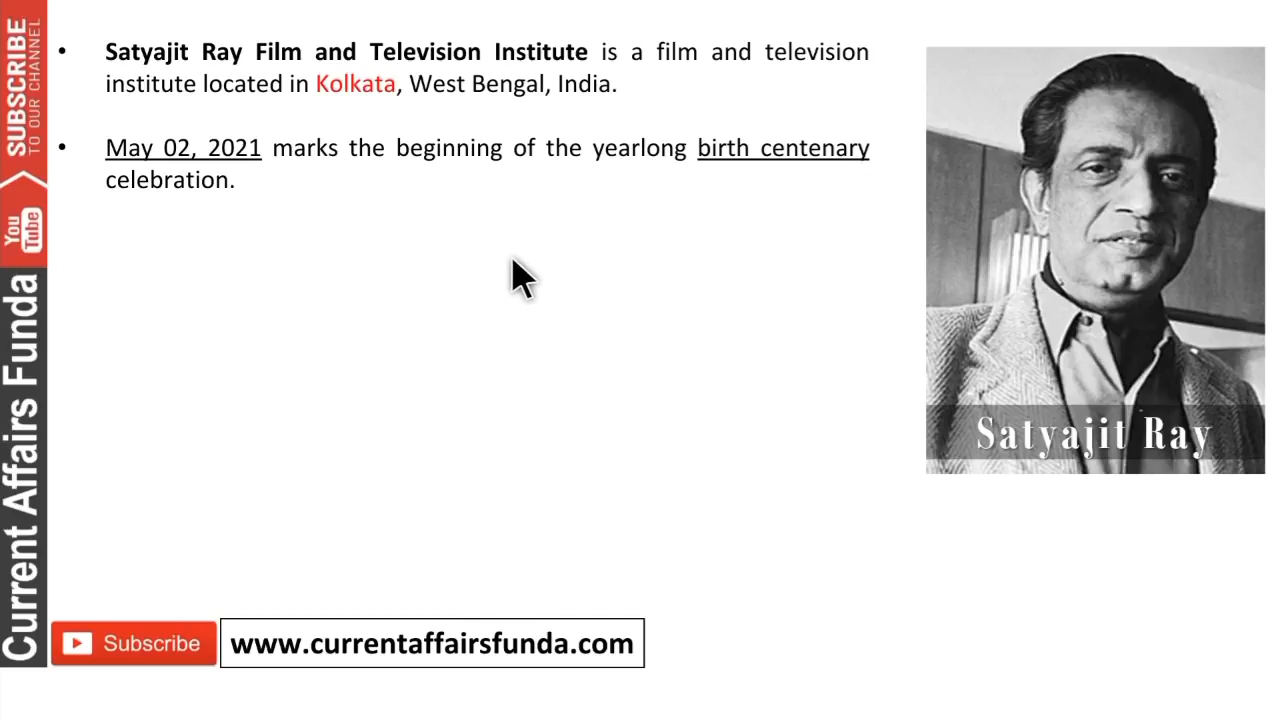 SUBSCRIBE
TO OUR CHANNEL
You
Tube
Current Affairs Funda
• Satyajit Ray Film and Television Institute is a film and television
institute located in Kolkata, West Bengal, India.
• May 02, 2021 marks the beginning of the yearlong birth centenary
celebration.
Satyajit Ray
Subscribe
www.currentaffairsfunda.com